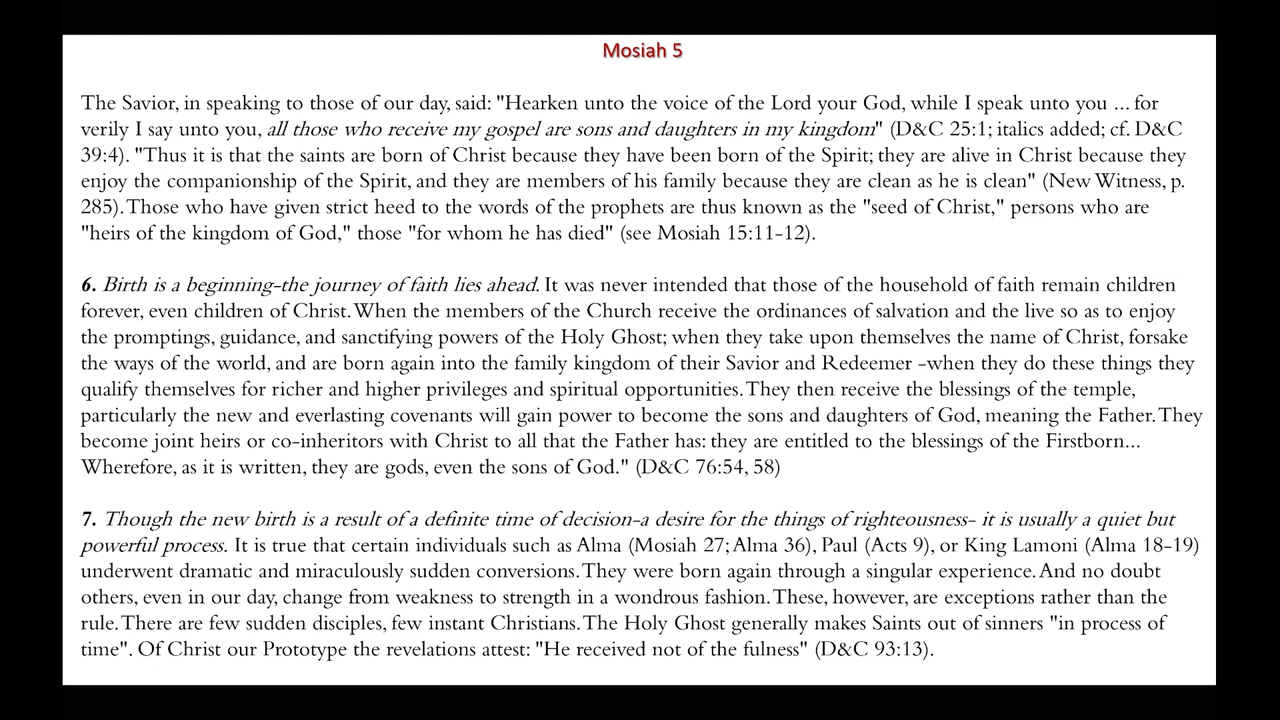 Mosiah 5
The Savior, in speaking to those of our day, said: "Hearken unto the voice of the Lord your God, while I speak unto you ... for
verily I say unto you, all those who receive my gospel are sons and daughters in my kingdom" (D&C 25:1; italics added; cf. D&C
39:4). "Thus it is that the saints are born of Christ because they have been born of the Spirit; they are alive in Christ because they
enjoy the companionship of the Spirit, and they are members of his family because they are clean as he is clean" (New Witness, p.
285). Those who have given strict heed to the words of the prophets are thus known as the "seed of Christ," persons who are
"heirs of the kingdom of God," those "for whom he has died" (see Mosiah 15:11-12).
6. Birth is a beginning-the journey of faith lies ahead. It was never intended that those of the household of faith remain children
forever, even children of Christ. When the members of the Church receive the ordinances of salvation and the live so as to enjoy
the promptings, guidance, and sanctifying powers of the Holy Ghost; when they take upon themselves the name of Christ, forsake
the ways of the world, and are born again into the family kingdom of their Savior and Redeemer -when they do these things they
qualify themselves for richer and higher privileges and spiritual opportunities. They then receive the blessings of the temple,
particularly the new and everlasting covenants will gain power to become the sons and daughters of God, meaning the Father. They
become joint heirs or co-inheritors with Christ to all that the Father has: they are entitled to the blessings of the Firstborn...
Wherefore, as it is written, they are gods, even the sons of God." (D&C 76:54, 58)
7. Though the new birth is a result of a definite time of decision-a desire for the things of righteousness- it is usually a quiet but
powerful process. It is true that certain individuals such as Alma (Mosiah 27; Alma 36), Paul (Acts 9), or King Lamoni (Alma 18-19)
underwent dramatic and miraculously sudden conversions. They were born again through a singular experience. And no doubt
others, even in our day, change from weakness to strength in a wondrous fashion. These, however, are exceptions rather than the
rule. There are few sudden disciples, few instant Christians. The Holy Ghost generally makes Saints out of sinners "in process of
time". Of Christ our Prototype the revelations attest: "He received not of the fulness" (D&C 93:13).